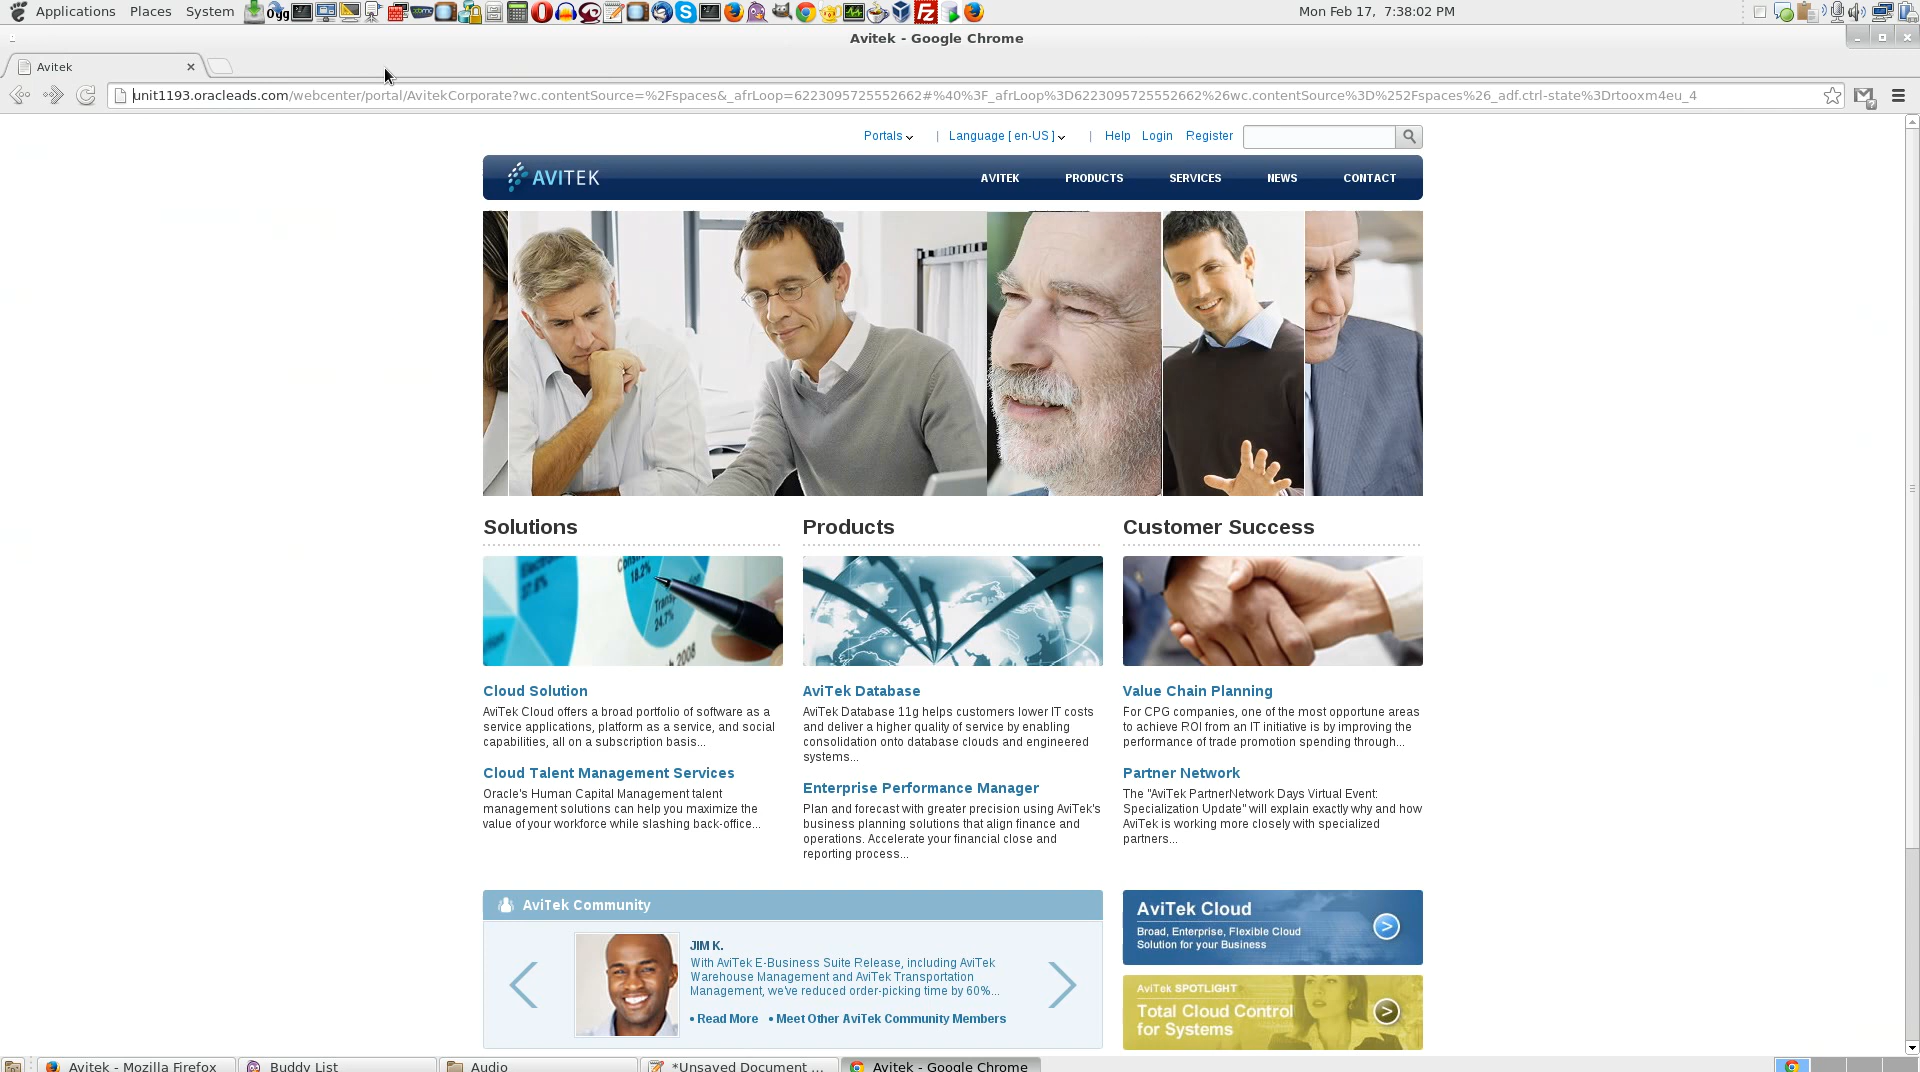 Applications Places System
Mon Feb 17, 7:38:02 PM
Avitek - Google Chrome
Avitek
unit1193.oracleads.com/webcenter/portal/AvitekCorporate?wc.contentSource=%2Fspaces&_afrLoop=6223095725552662#%40%3F_afrLoop%3D6223095725552662%26wc.contentSource%3D%252Fspaces%26_adf.ctrl-state%3Drtooxm4eu_4
Portals | Language [ en-US ] | Help Login Register
AVITEK
AVITEK PRODUCTS SERVICES NEWS CONTACT
Solutions
18.2%
24.7%
2008
Cloud Solution
AviTek Cloud offers a broad portfolio of software as a
service applications, platform as a service, and social
capabilities, all on a subscription basis...
Cloud Talent Management Services
Oracle's Human Capital Management talent
management solutions can help you maximize the
value of your workforce while slashing back-office...
Products
AviTek Database
AviTek Database 11g helps customers lower IT costs
and deliver a higher quality of service by enabling
consolidation onto database clouds and engineered
systems...
Enterprise Performance Manager
Plan and forecast with greater precision using AviTek's
business planning solutions that align finance and
operations. Accelerate your financial close and
reporting process...
Customer Success
Value Chain Planning
For CPG companies, one of the most opportune areas
to achieve ROI from an IT initiative is by improving the
performance of trade promotion spending through...
Partner Network
The "AviTek PartnerNetwork Days Virtual Event:
Specialization Update" will explain exactly why and how
AviTek is working more closely with specialized
partners...
AviTek Community
JIM K.
With AviTek E-Business Suite Release, including AviTek
Warehouse Management and AviTek Transportation
Management, we've reduced order-picking time by 60%...
• Read More • Meet Other AviTek Community Members
AviTek Cloud
Broad, Enterprise, Flexible Cloud
Solution for your Business
AviTek SPOTLIGHT
Total Cloud Control
for Systems
Avitek - Mozilla Firefox
Buddy List
Audio
*Unsaved Document ...
Avitek - Google Chrome